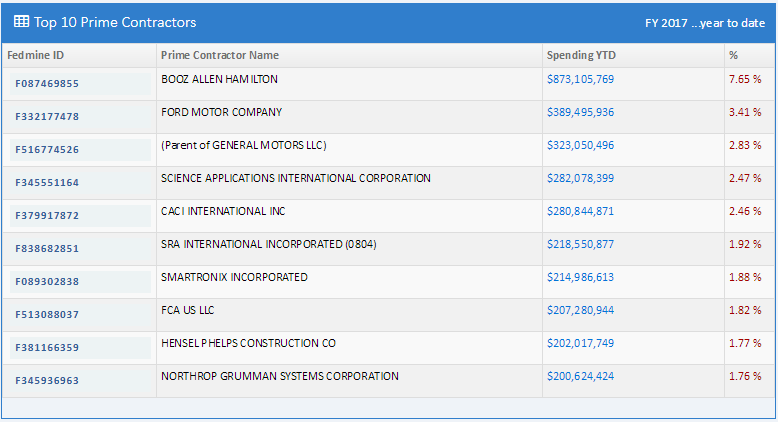 Top 10 Prime Contractors FY 2017 ...year to date
Fedmine ID Prime Contractor Name Spending YTD %
F087469855 BOOZ ALLEN HAMILTON $873,105,769 7.65 %
F332177478 FORD MOTOR COMPANY $389,495,936 3.41 %
F516774526 (Parent of GENERAL MOTORS LLC) $323,050,496 2.83 %
F345551164 SCIENCE APPLICATIONS INTERNATIONAL CORPORATION $282,078,399 2.47 %
F379917872 CACI INTERNATIONAL INC $280,844,871 2.46 %
F838682851 SRA INTERNATIONAL INCORPORATED (0804) $218,550,877 1.92 %
F089302838 SMARTRONIX INCORPORATED $214,986,613 1.88 %
F513088037 FCA US LLC $207,280,944 1.82 %
F381166359 HENSEL PHELPS CONSTRUCTION CO $202,017,749 1.77 %
F345936963 NORTHROP GRUMMAN SYSTEMS CORPORATION $200,624,424 1.76 %